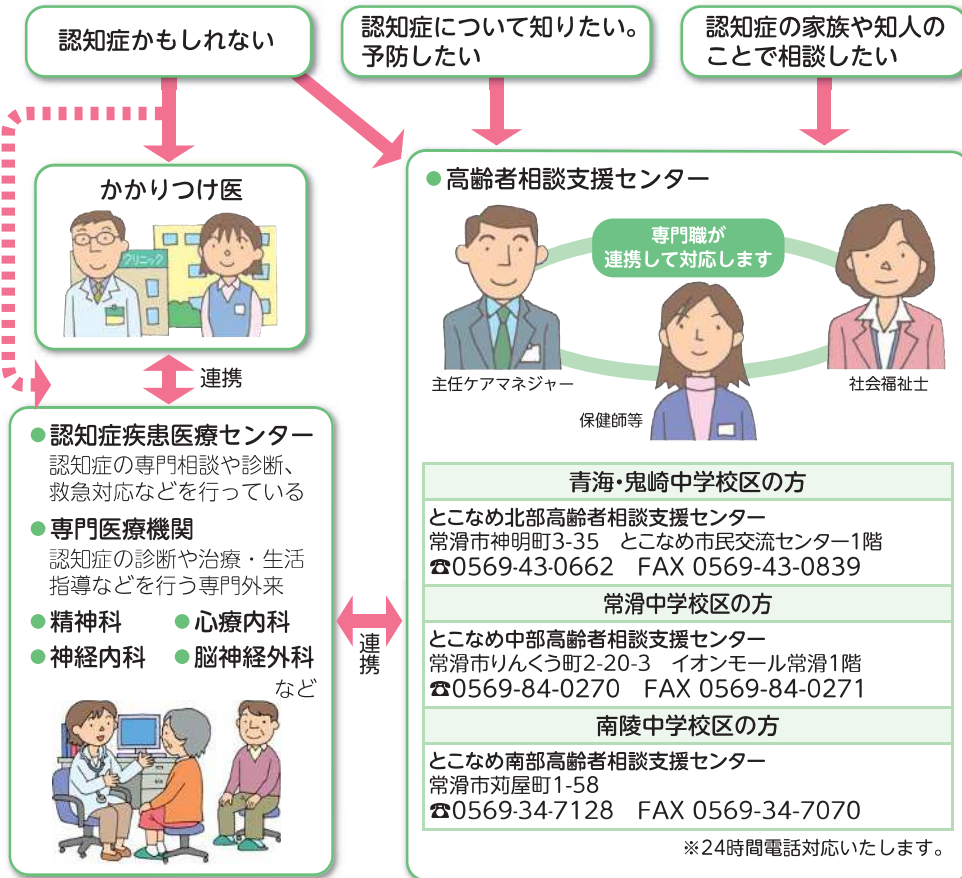 認知症かもしれない
認知症について知りたい。
予防したい
認知症の家族や知人の
ことで相談したい
かかりつけ医
クリニック
連携
●認知症疾患医療センター
認知症の専門相談や診断、
救急対応などを行っている
●専門医療機関
認知症の診断や治療・生活
指導などを行う専門外来
●精神科　●心療内科
●神経内科　●脳神経外科
など
連携
●高齢者相談支援センター
専門職が
連携して対応します
主任ケアマネジャー
保健師等
社会福祉士
青海・鬼崎中学校区の方
とこなめ北部高齢者相談支援センター
常滑市神明町3-35　とこなめ市民交流センター1階
☎0569-43-0662　FAX 0569-43-0839
常滑中学校区の方
とこなめ中部高齢者相談支援センター
常滑市りんくう町2-20-3　イオンモール常滑1階
☎0569-84-0270　FAX 0569-84-0271
南陵中学校区の方
とこなめ南部高齢者相談支援センター
常滑市苅屋町1-58
☎0569-34-7128　FAX 0569-34-7070
※24時間電話対応いたします。